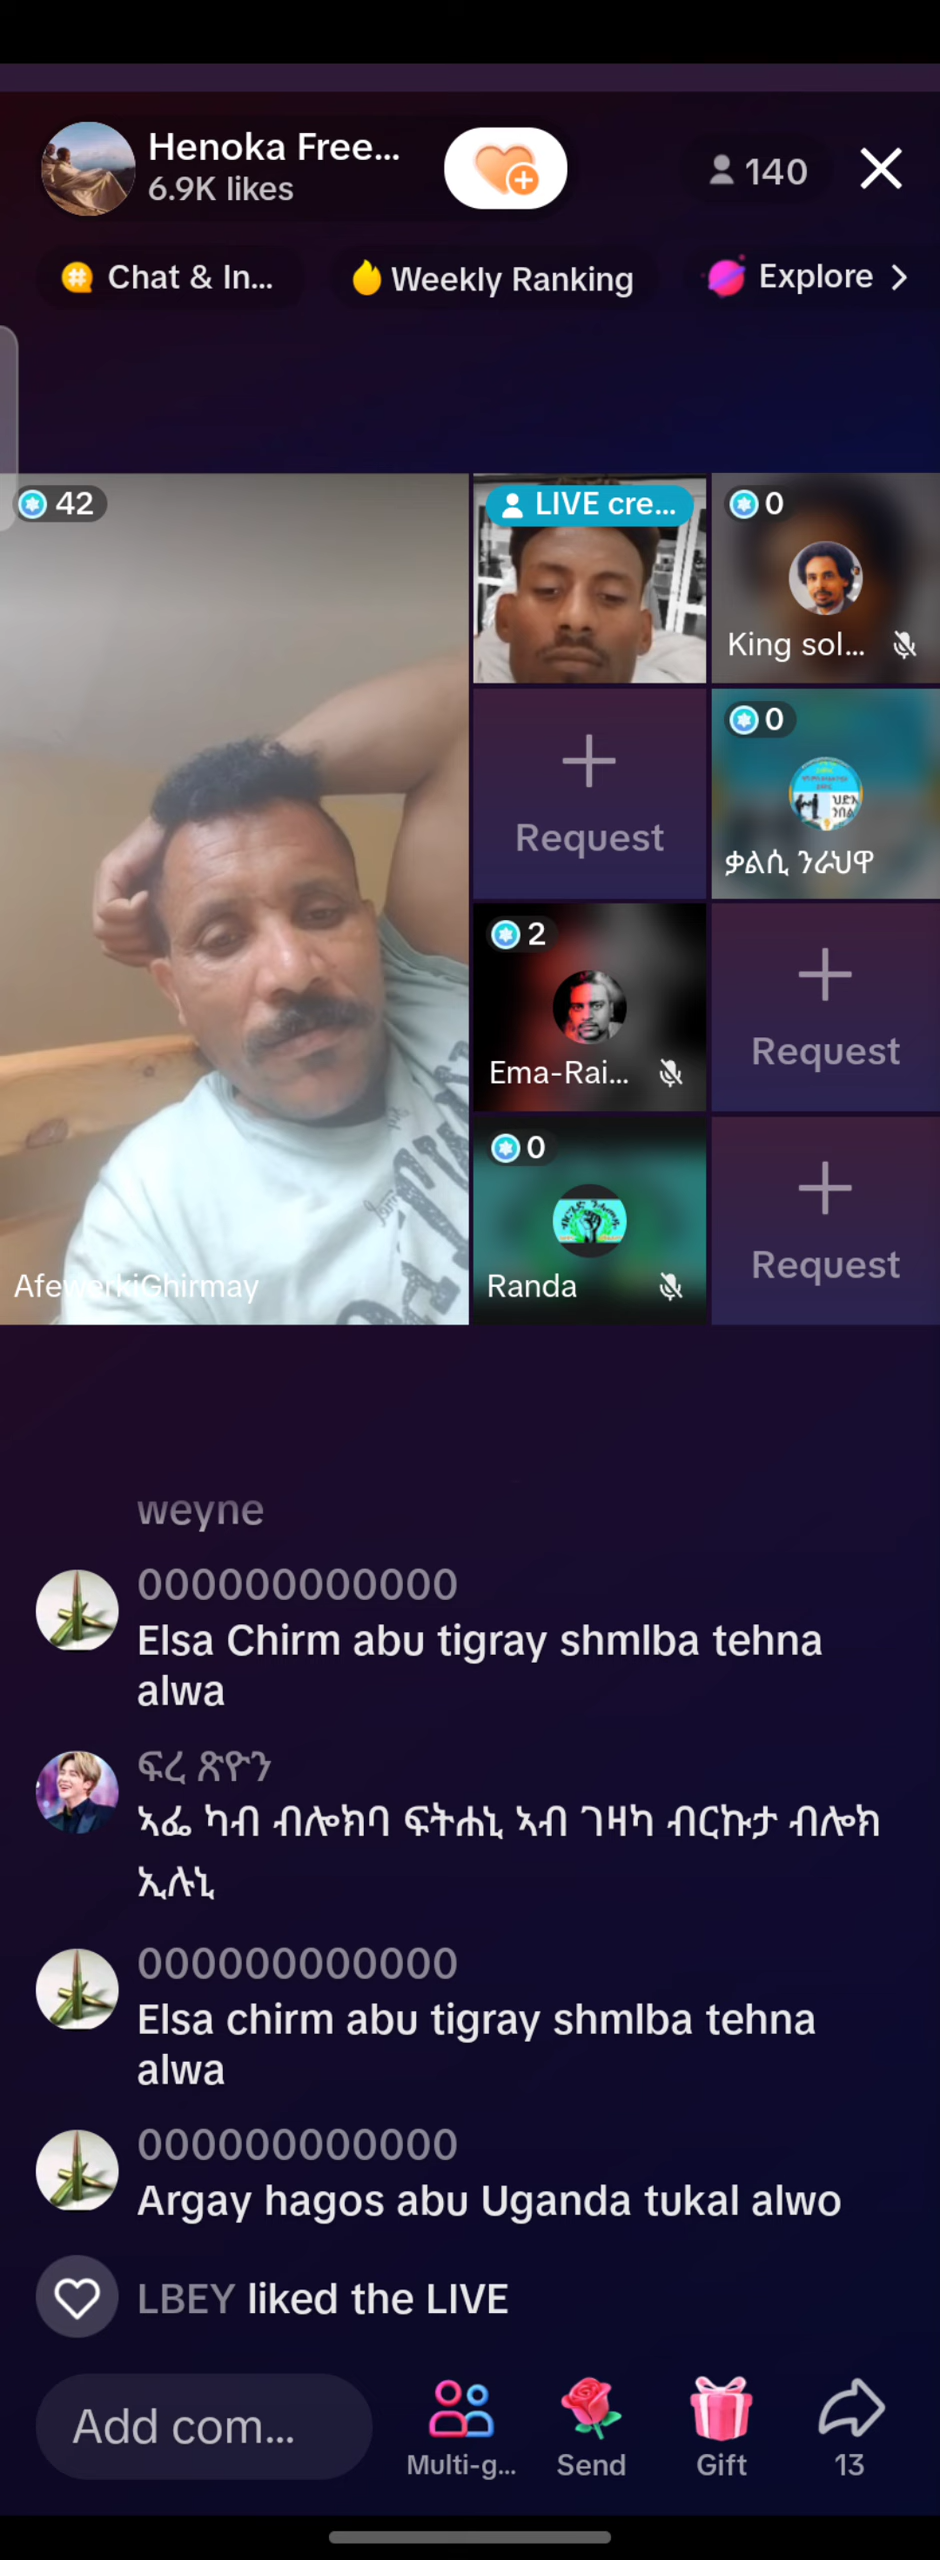 Henoka Free...
6.9K likes
140
Chat & In...
Weekly Ranking
Explore
42
LIVE cre...
0
King sol...
Request
0
ቃልሲ ንራህዋ
2
Ema-Rai...
Request
0
Randa
Request
AfewerkiGhirmay
weyne
000000000000
Elsa Chirm abu tigray shmlba tehna
alwa
ፍረ ጽዮን
ኣፌ ካብ ብሎክባ ፍትሐኒ ኣብ ገዛካ ብርኩታ ብሎክ
ኢሉኒ
000000000000
Elsa chirm abu tigray shmlba tehna
alwa
000000000000
Argay hagos abu Uganda tukal alwo
LBEY liked the LIVE
Add com...
Multi-g...
Send
Gift
13